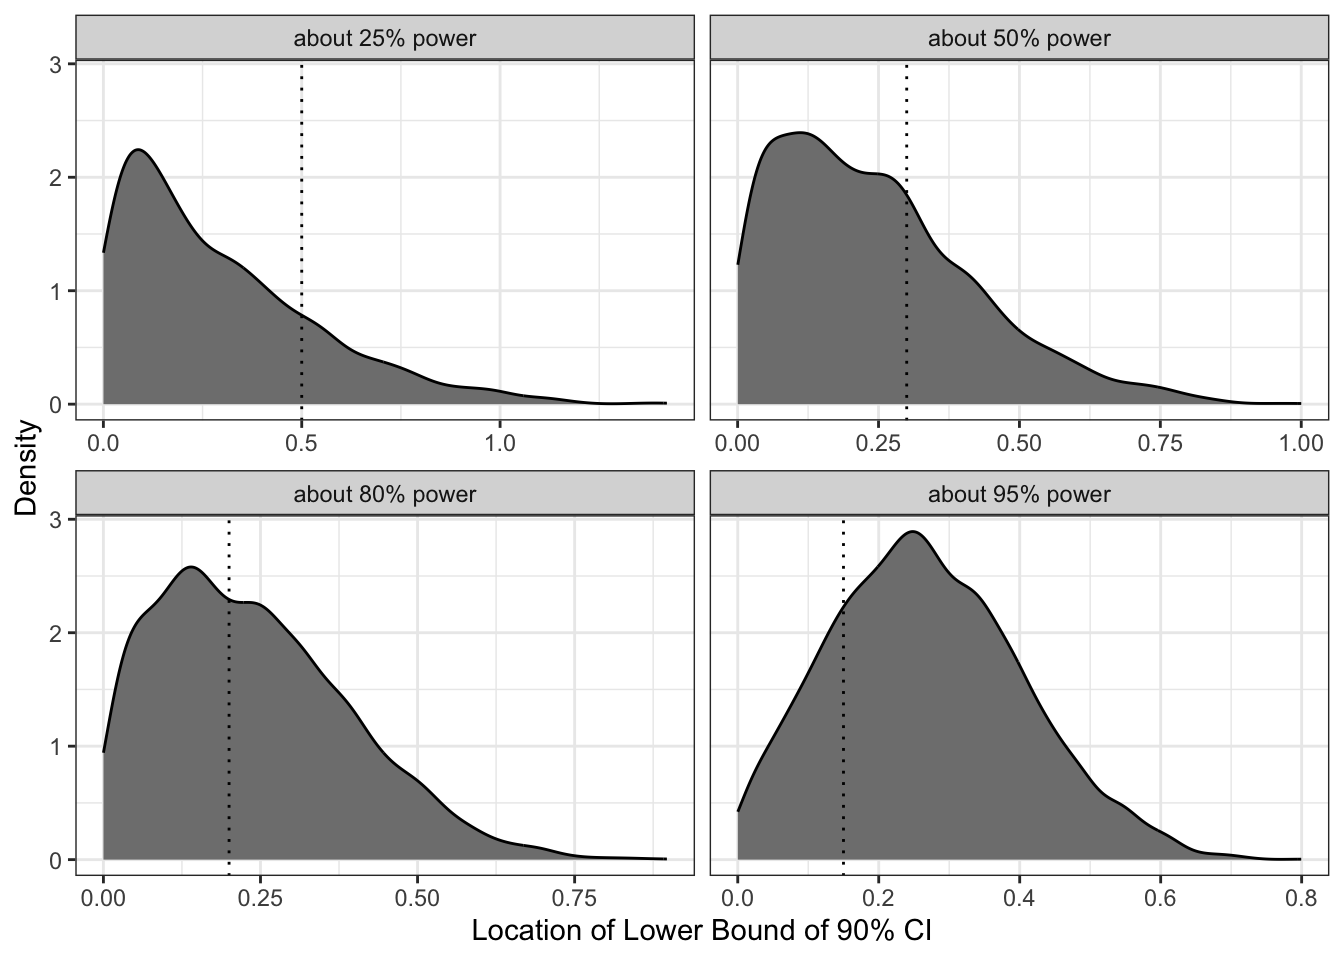 about 25% power
about 50% power
3
2
1
0
0.0 0.5 1.0
0.00 0.25 0.50 0.75 1.00
about 80% power
about 95% power
3
2
1
0
0.00 0.25 0.50 0.75
0.0 0.2 0.4 0.6 0.8
Density
Location of Lower Bound of 90% CI